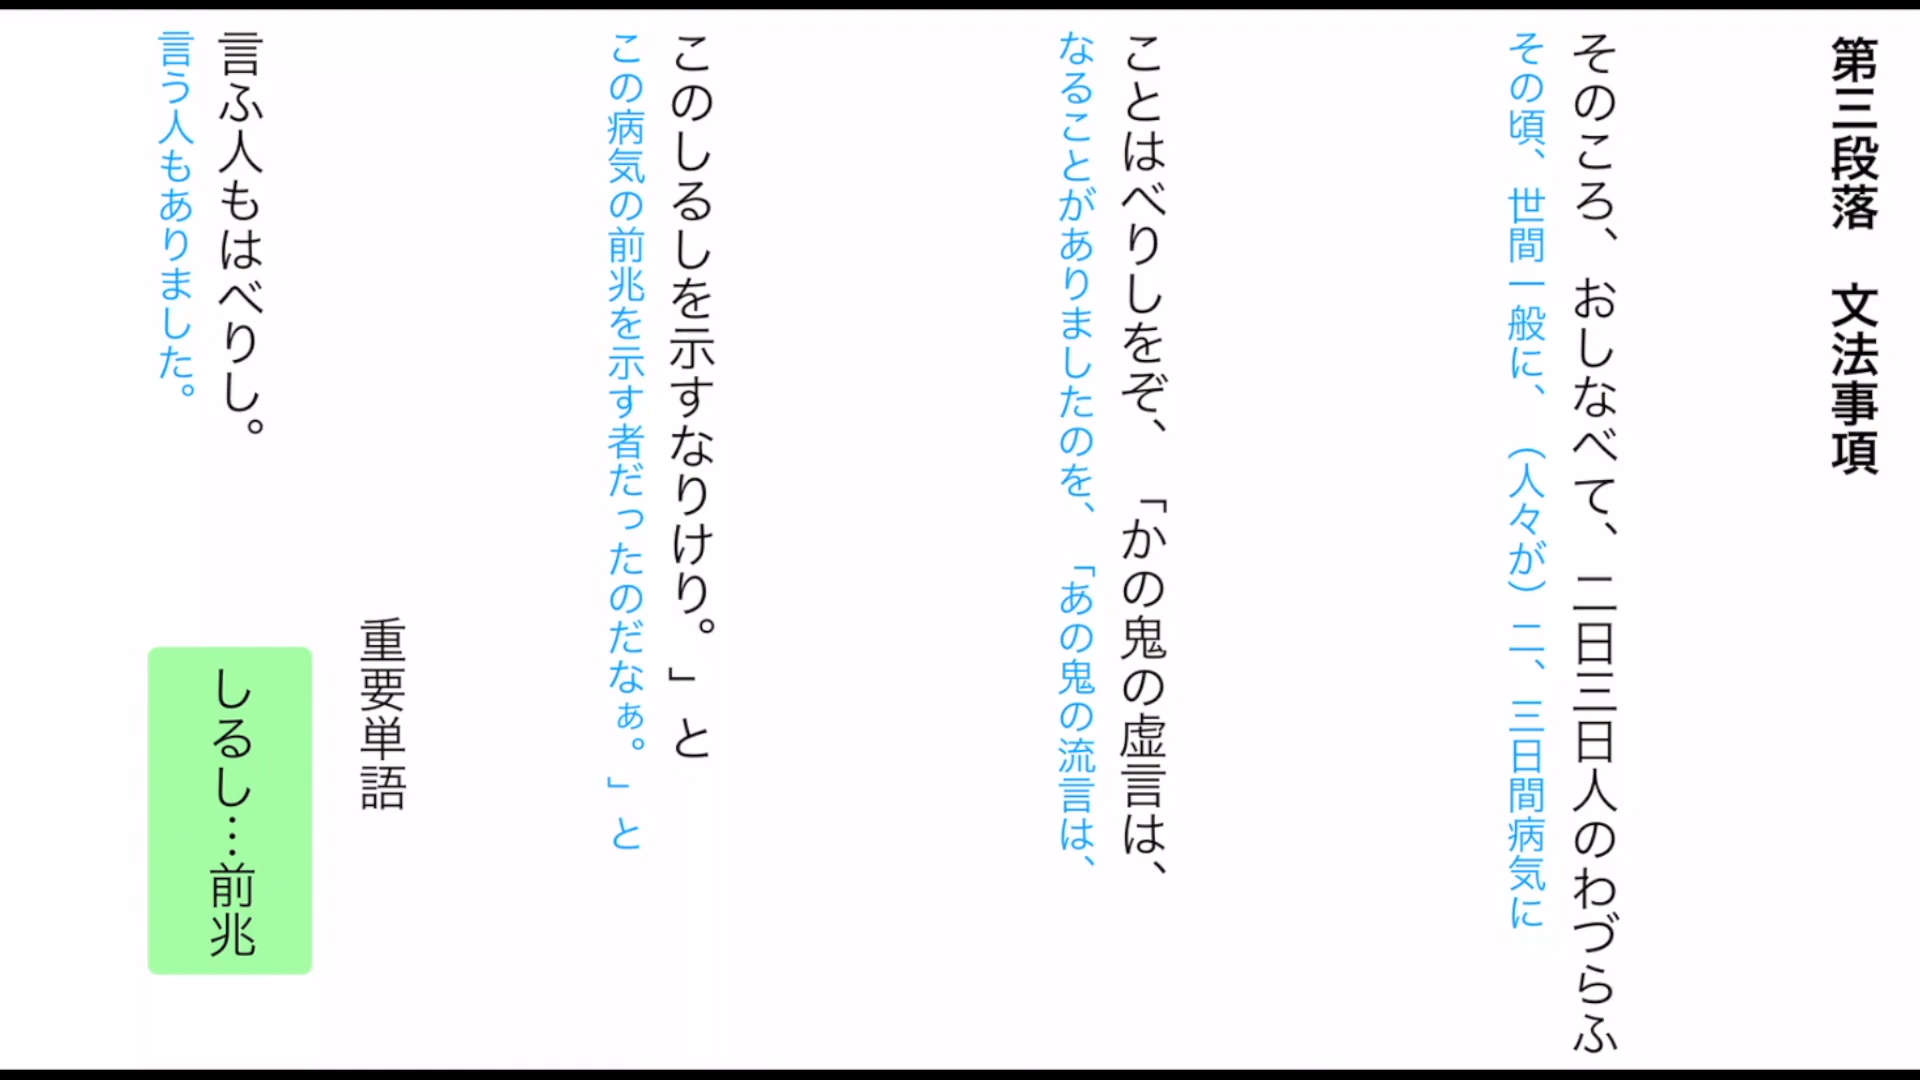 第三段落　文法事項
そのころ、おしなべて、二日三日人のわづらふ
その頃、世間一般に、（人々が）二、三日間病気に
ことはべりしをぞ、「かの鬼の虚言は、
なることがありましたのを、「あの鬼の流言は、
このしるしを示すなりけり。」と
この病気の前兆を示す者だったのだなぁ。」と
重要単語
言ふ人もはべりし。
言う人もありました。
しるし…前兆